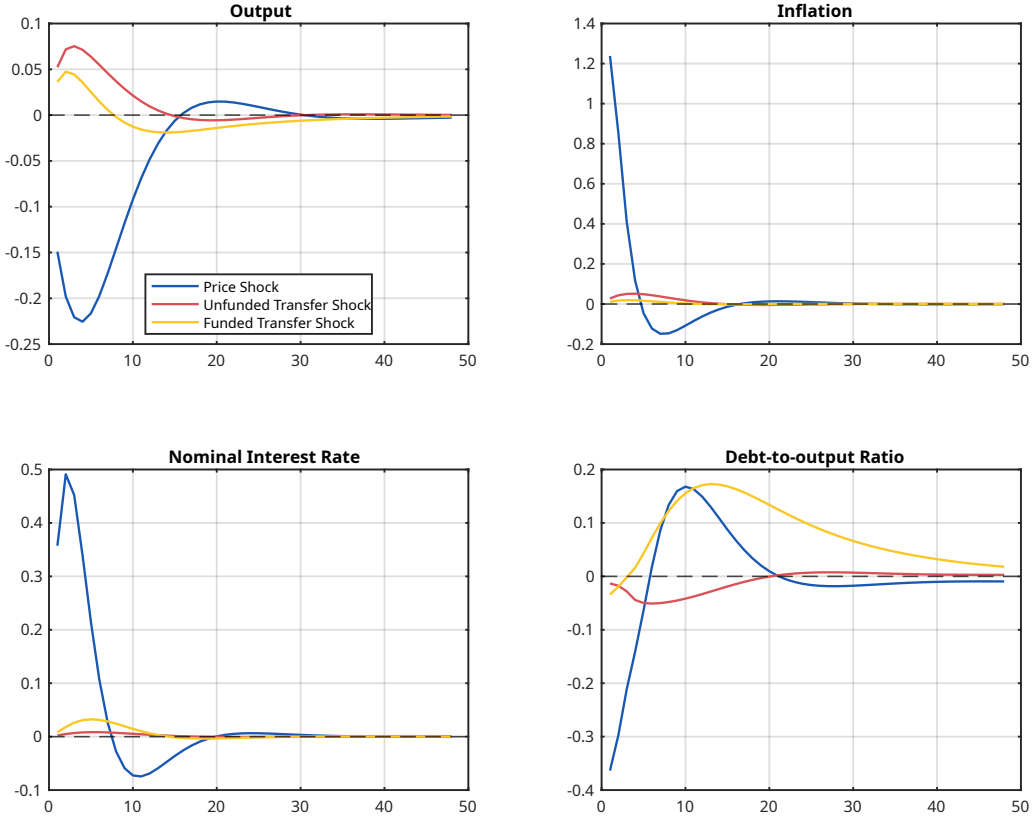 Output
0.1
0.05
0
-0.05
-0.1
-0.15
-0.2
-0.25
Price Shock
Unfunded Transfer Shock
Funded Transfer Shock
0 10 20 30 40 50
Inflation
1.4
1.2
1
0.8
0.6
0.4
0.2
0
-0.2
0 10 20 30 40 50
Nominal Interest Rate
0.5
0.4
0.3
0.2
0.1
0
-0.1
0 10 20 30 40 50
Debt-to-output Ratio
0.2
0.1
0
-0.1
-0.2
-0.3
-0.4
0 10 20 30 40 50